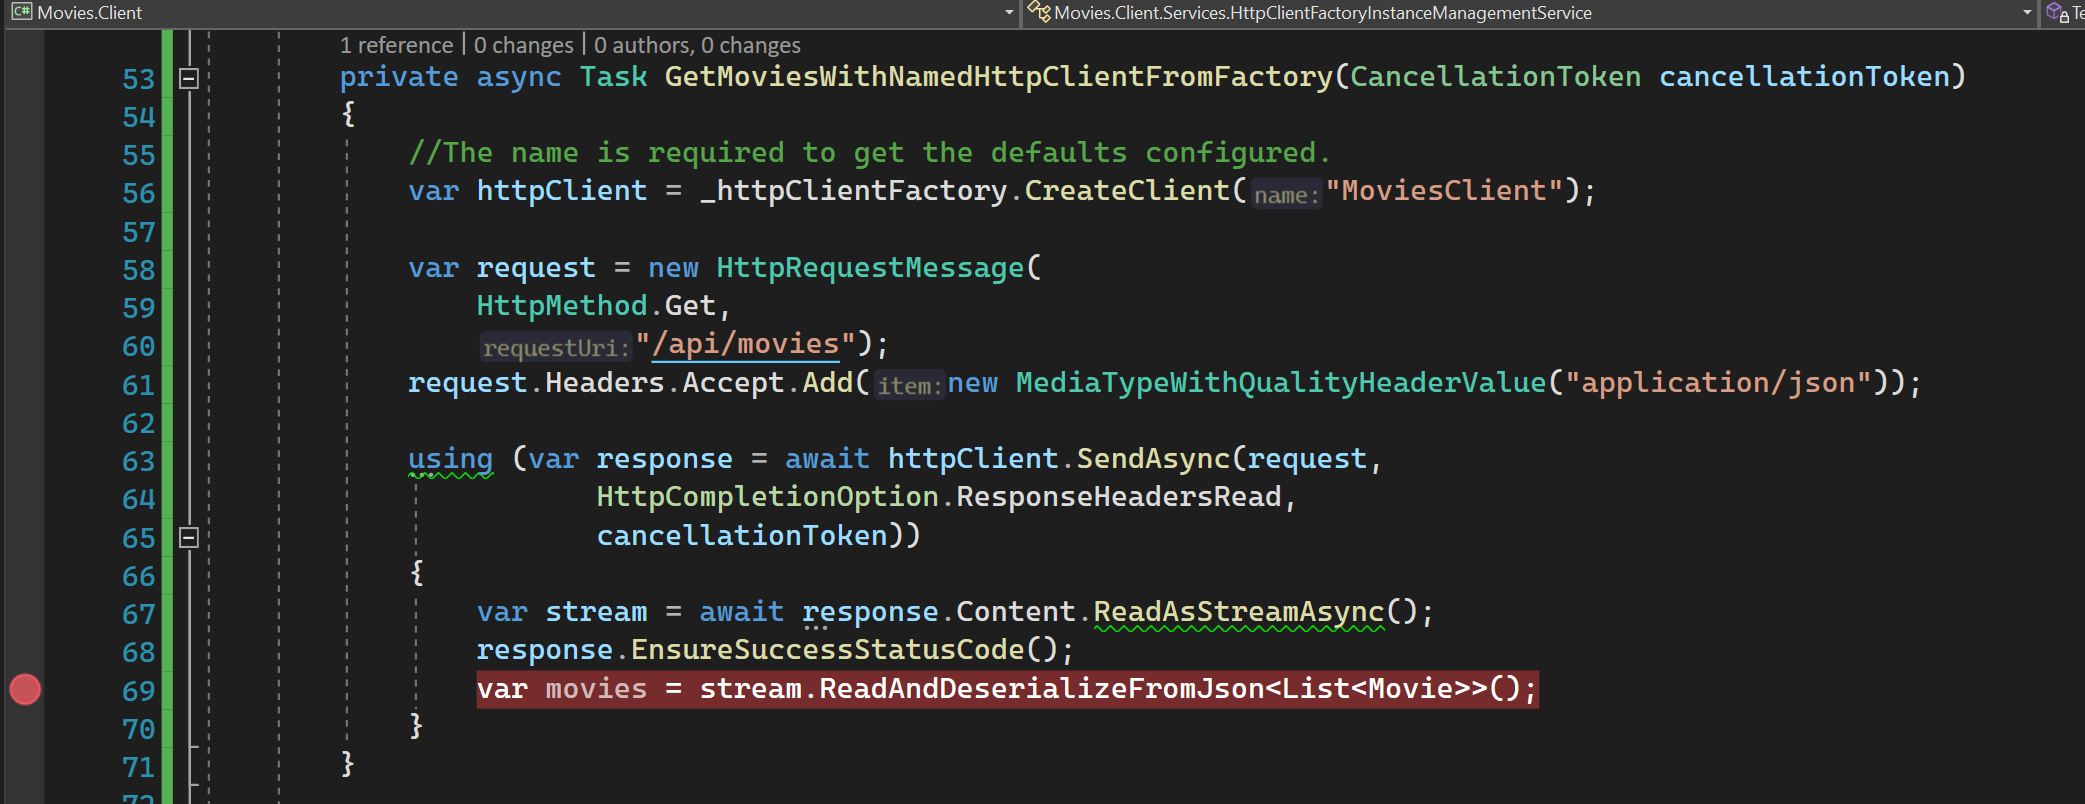 Movies.Client Movies.Client.Services.HttpClientFactoryInstanceManagementService Te
1 reference | 0 changes | 0 authors, 0 changes
53 private async Task GetMoviesWithNamedHttpClientFromFactory(CancellationToken cancellationToken)
54 {
55 //The name is required to get the defaults configured.
56 var httpClient = _httpClientFactory.CreateClient(name:"MoviesClient");
57
58 var request = new HttpRequestMessage(
59 HttpMethod.Get,
60 requestUri:"/api/movies");
61 request.Headers.Accept.Add(item:new MediaTypeWithQualityHeaderValue("application/json"));
62
63 using (var response = await httpClient.SendAsync(request,
64 HttpCompletionOption.ResponseHeadersRead,
65 cancellationToken))
66 {
67 var stream = await response.Content.ReadAsStreamAsync();
68 response.EnsureSuccessStatusCode();
69 var movies = stream.ReadAndDeserializeFromJson<List<Movie>>();
70 }
71 }
72